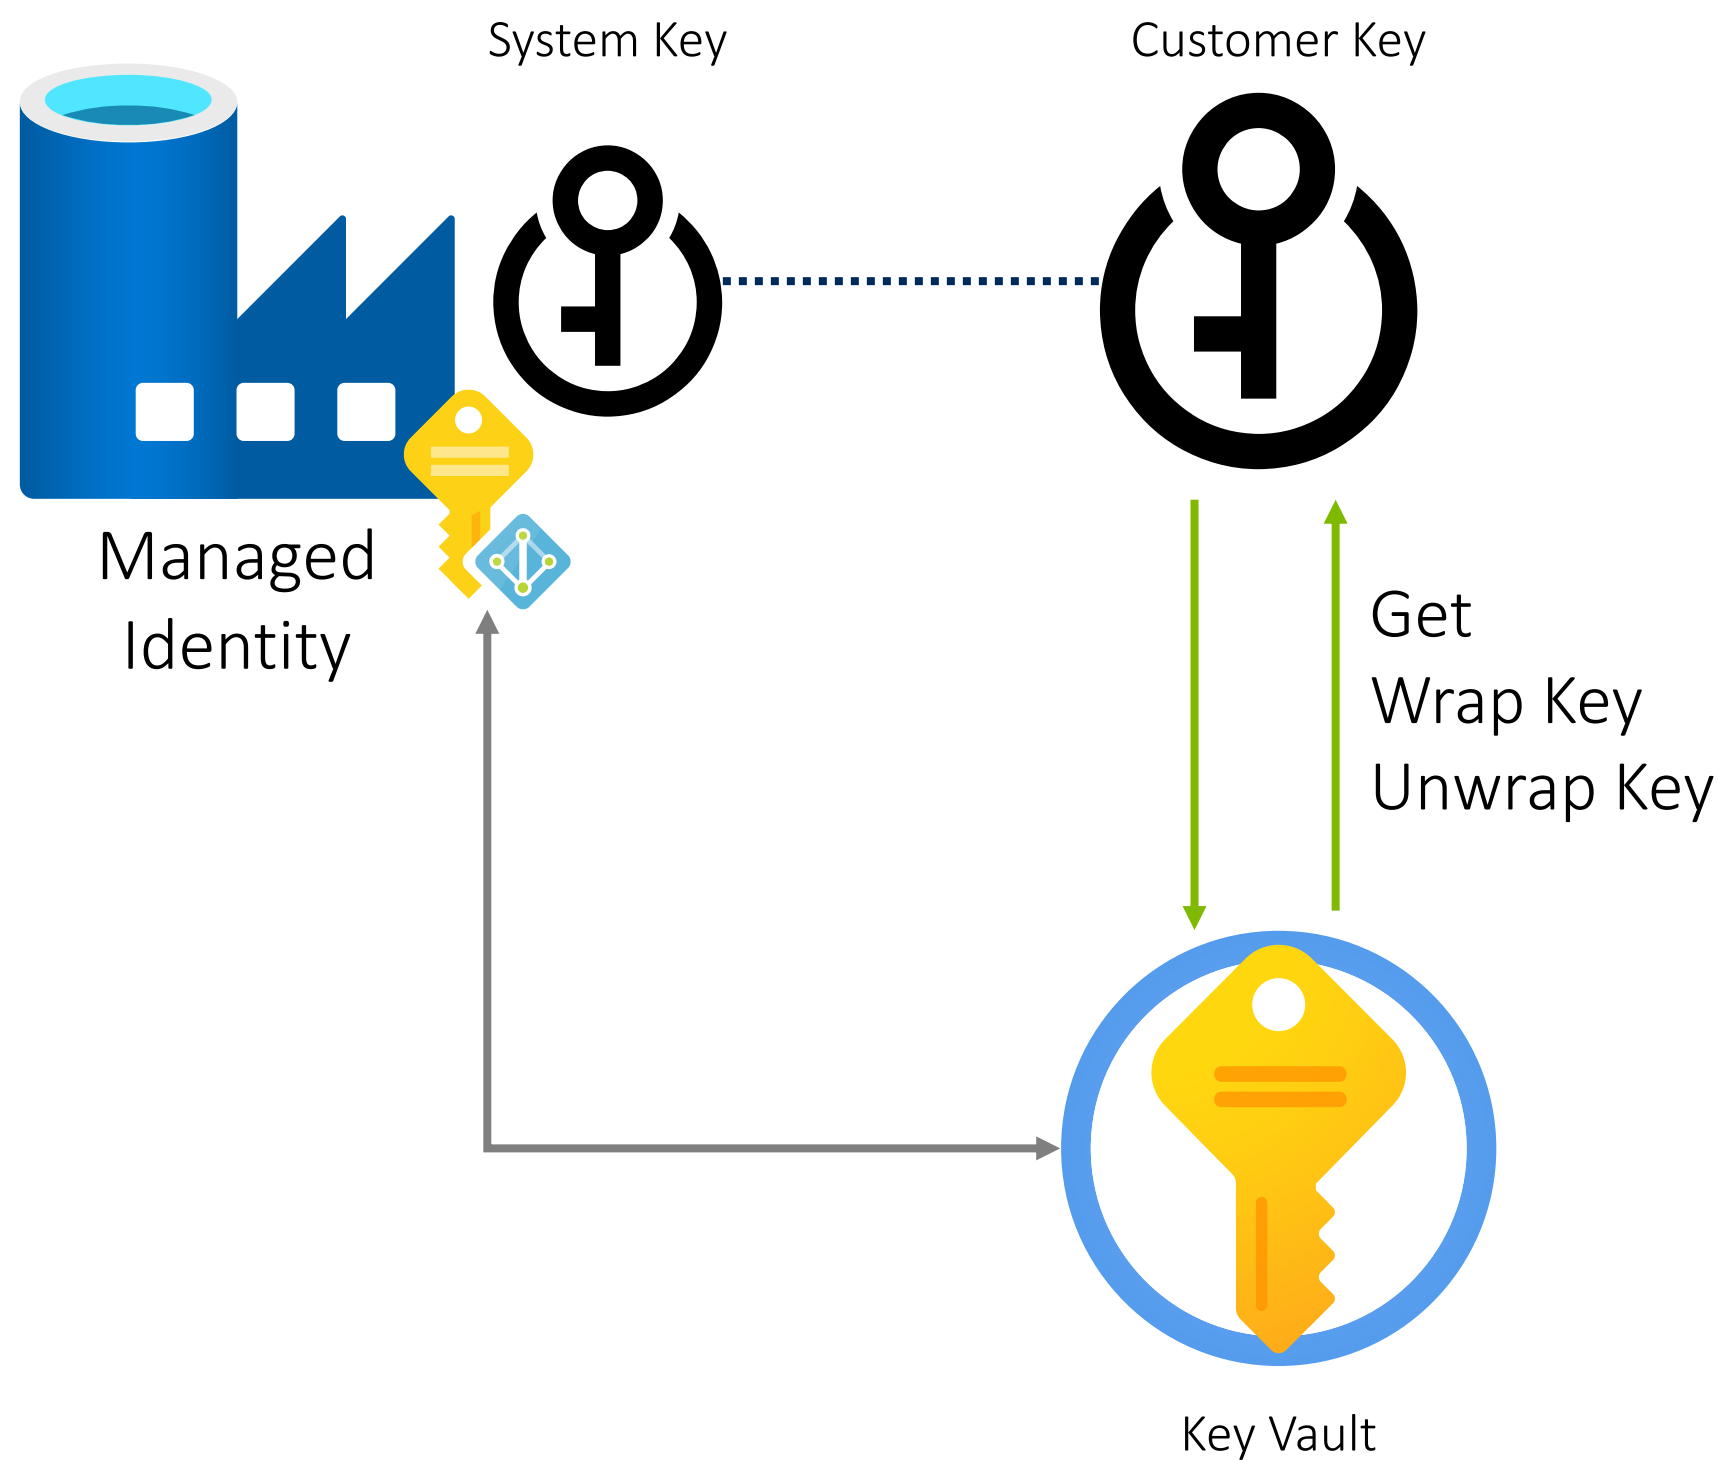 System Key
Customer Key
Managed
Identity
Get
Wrap Key
Unwrap Key
Key Vault